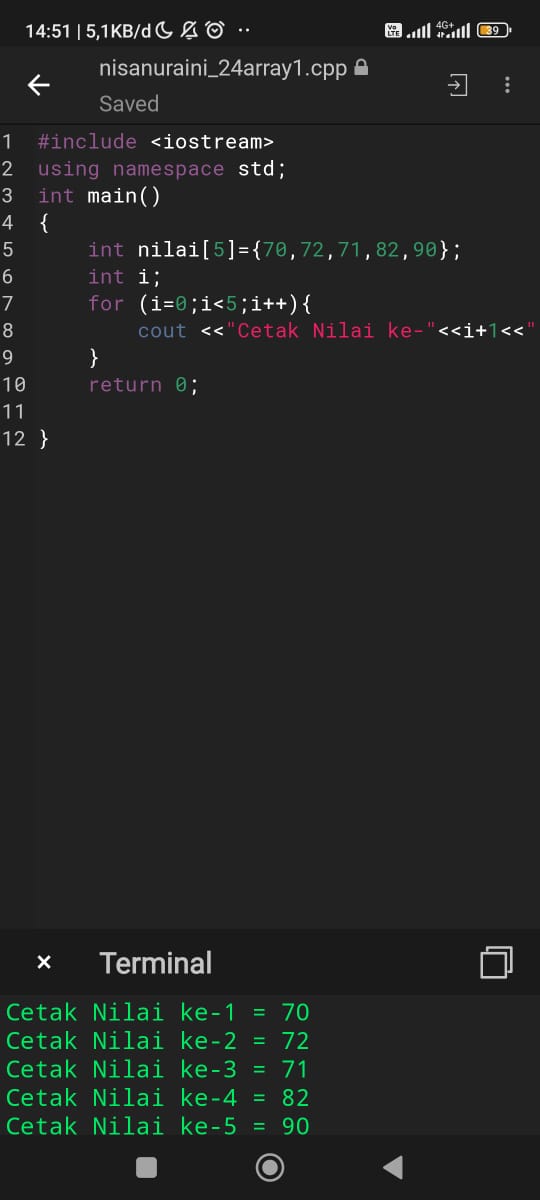 14:51 | 5,1KB/d
Vo LTE 4G+ 39
nisanuraini_24array1.cpp
Saved
1 #include <iostream>
2 using namespace std;
3 int main()
4 {
5 int nilai[5]={70,72,71,82,90};
6 int i;
7 for (i=0;i<5;i++){
8 cout <<"Cetak Nilai ke-"<<i+1<<"
9 }
10 return 0;
11
12 }
× Terminal
Cetak Nilai ke-1 = 70
Cetak Nilai ke-2 = 72
Cetak Nilai ke-3 = 71
Cetak Nilai ke-4 = 82
Cetak Nilai ke-5 = 90